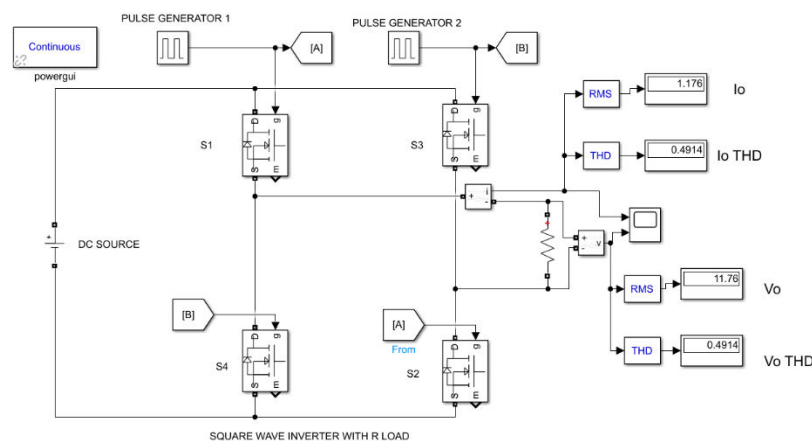 PULSE GENERATOR 1
PULSE GENERATOR 2
Continuous
powergui
[A]
[B]
S1
D
g
S
m
S3
D
g
S
m
RMS
1.176
Io
THD
0.4914
Io THD
+
i
-
+
DC SOURCE
+
+
-
v
RMS
11.76
Vo
THD
0.4914
Vo THD
[B]
S4
D
g
S
m
[A]
From
S2
D
g
S
m
SQUARE WAVE INVERTER WITH R LOAD